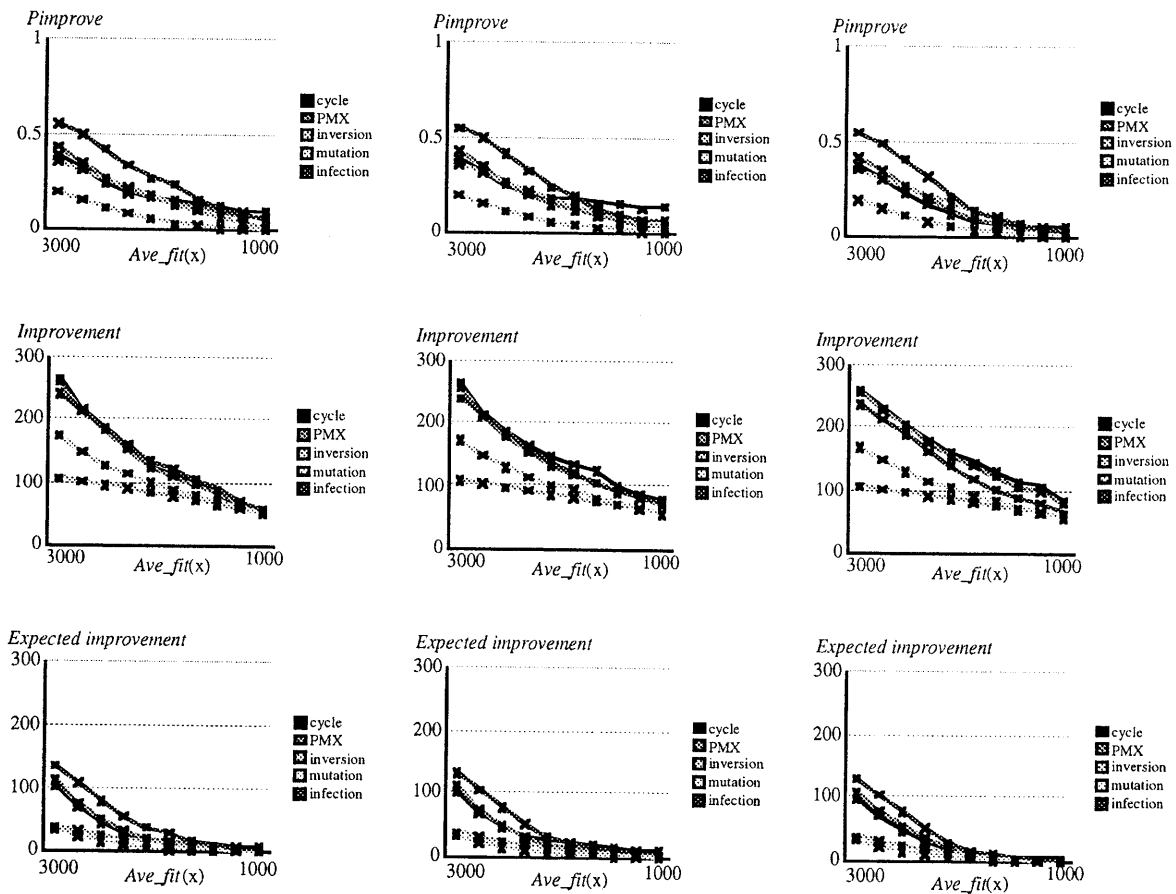 Pimprove
1
0.5
0
3000
1000
Ave_fit(x)
cycle
PMX
inversion
mutation
infection
Pimprove
1
0.5
0
3000
1000
Ave_fit(x)
cycle
PMX
inversion
mutation
infection
Pimprove
1
0.5
0
3000
1000
Ave_fit(x)
cycle
PMX
inversion
mutation
infection
Improvement
300
200
100
0
3000
1000
Ave_fit(x)
cycle
PMX
inversion
mutation
infection
Improvement
300
200
100
0
3000
1000
Ave_fit(x)
cycle
PMX
inversion
mutation
infection
Improvement
300
200
100
0
3000
1000
Ave_fit(x)
cycle
PMX
inversion
mutation
infection
Expected improvement
300
200
100
0
3000
1000
Ave_fit(x)
cycle
PMX
inversion
mutation
infection
Expected improvement
300
200
100
0
3000
1000
Ave_fit(x)
cycle
PMX
inversion
mutation
infection
Expected improvement
300
200
100
0
3000
1000
Ave_fit(x)
cycle
PMX
inversion
mutation
infection